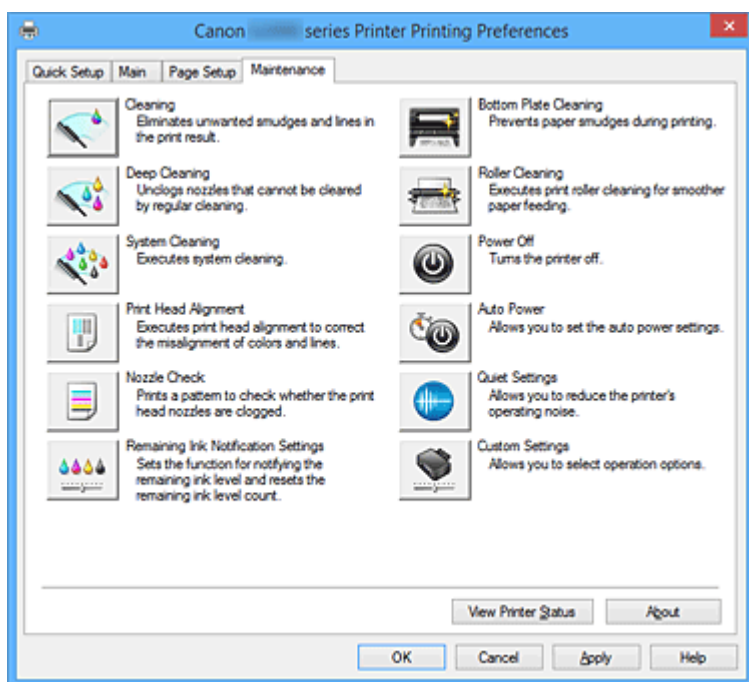 Canon series Printer Printing Preferences
Quick Setup Main Page Setup Maintenance
Cleaning
Eliminates unwanted smudges and lines in
the print result.
Deep Cleaning
Unclogs nozzles that cannot be cleared
by regular cleaning.
System Cleaning
Executes system cleaning.
Print Head Alignment
Executes print head alignment to correct
the misalignment of colors and lines.
Nozzle Check
Prints a pattern to check whether the print
head nozzles are clogged.
Remaining Ink Notification Settings
Sets the function for notifying the
remaining ink level and resets the
remaining ink level count.
Bottom Plate Cleaning
Prevents paper smudges during printing.
Roller Cleaning
Executes print roller cleaning for smoother
paper feeding.
Power Off
Turns the printer off.
Auto Power
Allows you to set the auto power settings.
Quiet Settings
Allows you to reduce the printer's
operating noise.
Custom Settings
Allows you to select operation options.
View Printer Status About
OK Cancel Apply Help